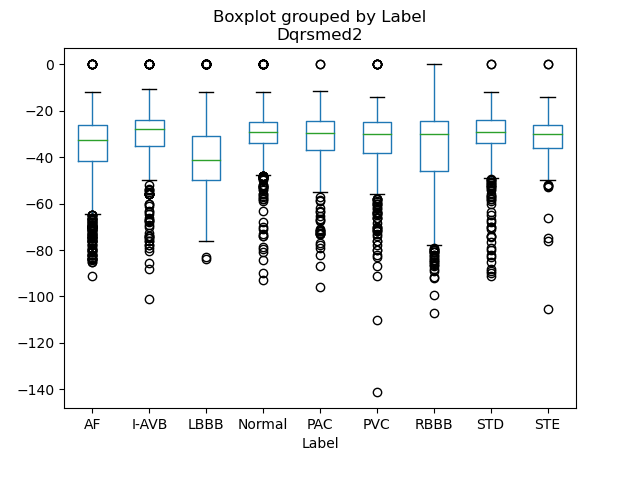 Boxplot grouped by Label
Dqrsmed2
0
−20
−40
−60
−80
−100
−120
−140
AF I-AVB LBBB Normal PAC PVC RBBB STD STE
Label